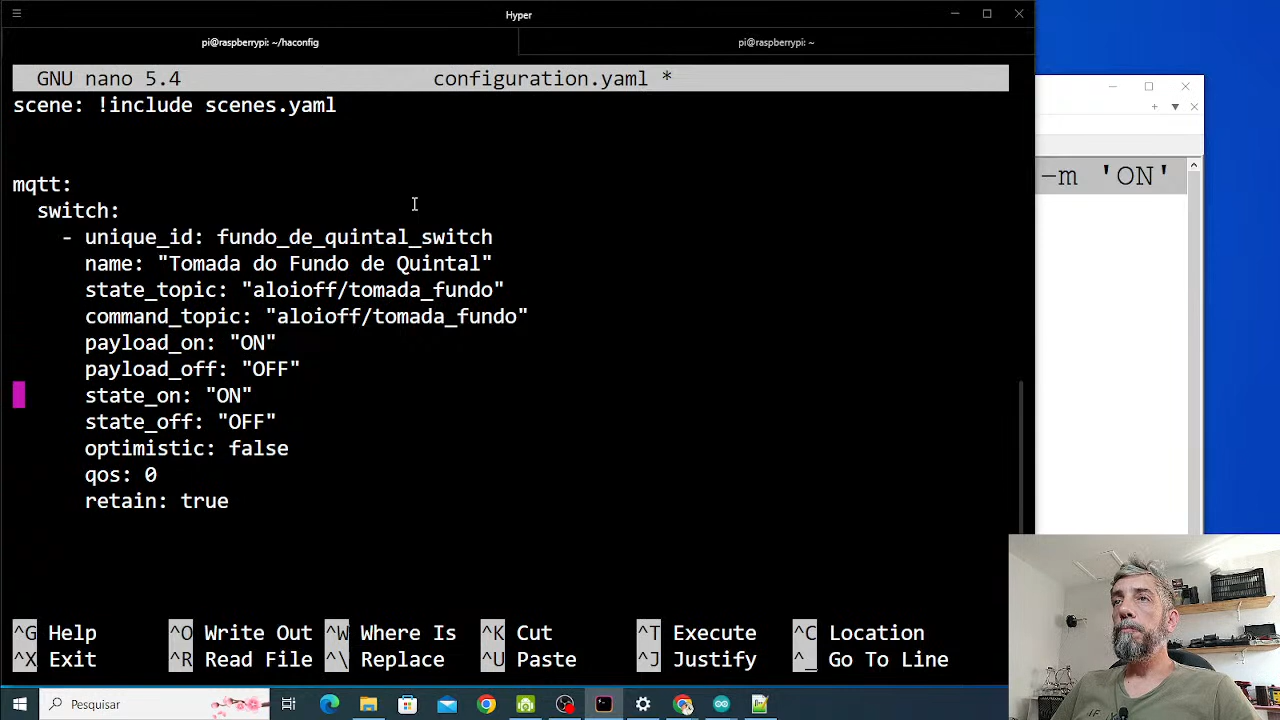 Hyper
pi@raspberrypi: ~/haconfig
pi@raspberrypi: ~
GNU nano 5.4 configuration.yaml *
scene: !include scenes.yaml
mqtt:
switch:
- unique_id: fundo_de_quintal_switch
name: "Tomada do Fundo de Quintal"
state_topic: "aloioff/tomada_fundo"
command_topic: "aloioff/tomada_fundo"
payload_on: "ON"
payload_off: "OFF"
state_on: "ON"
state_off: "OFF"
optimistic: false
qos: 0
retain: true
-m 'ON'
^G Help ^O Write Out ^W Where Is ^K Cut ^T Execute ^C Location
^X Exit ^R Read File ^\ Replace ^U Paste ^J Justify ^_ Go To Line
Pesquisar